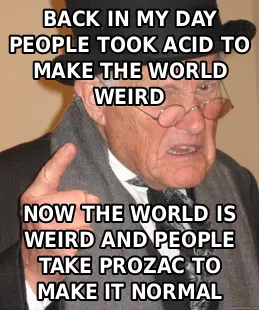 BACK IN MY DAY
PEOPLE TOOK ACID TO
MAKE THE WORLD
WEIRD
NOW THE WORLD IS
WEIRD AND PEOPLE
TAKE PROZAC TO
MAKE IT NORMAL